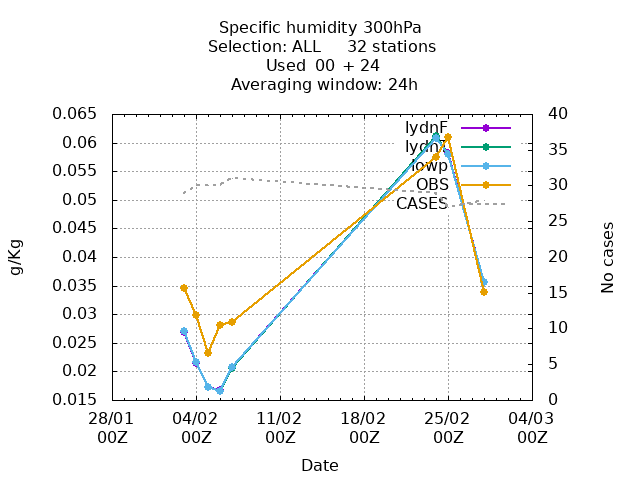 Specific humidity 300hPa
Selection: ALL 32 stations
Used 00 + 24
Averaging window: 24h
0.065
0.06
0.055
0.05
0.045
0.04
0.035
0.03
0.025
0.02
0.015
g/Kg
40
35
30
25
20
15
10
5
0
No cases
lydnF
lowp
OBS
CASES
28/01 04/02 11/02 18/02 25/02 04/03
00Z 00Z 00Z 00Z 00Z 00Z
Date